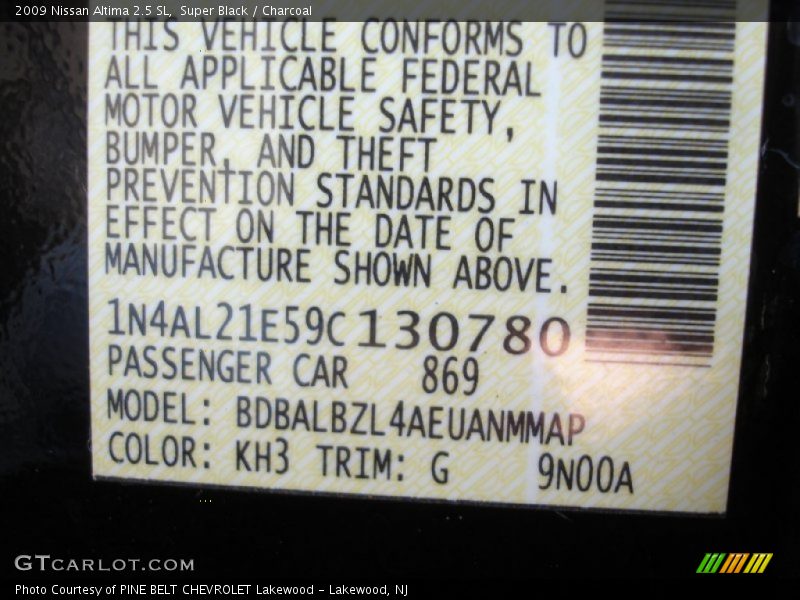 2009 Nissan Altima 2.5 SL, Super Black / Charcoal
THIS VEHICLE CONFORMS TO
ALL APPLICABLE FEDERAL
MOTOR VEHICLE SAFETY,
BUMPER, AND THEFT
PREVENTION STANDARDS IN
EFFECT ON THE DATE OF
MANUFACTURE SHOWN ABOVE.
1N4AL21E59C130780
PASSENGER CAR 869
MODEL: BDBALBZL4AEUANMMAP
COLOR: KH3 TRIM: G 9N00A
GTCARLOT.COM
Photo Courtesy of PINE BELT CHEVROLET Lakewood - Lakewood, NJ